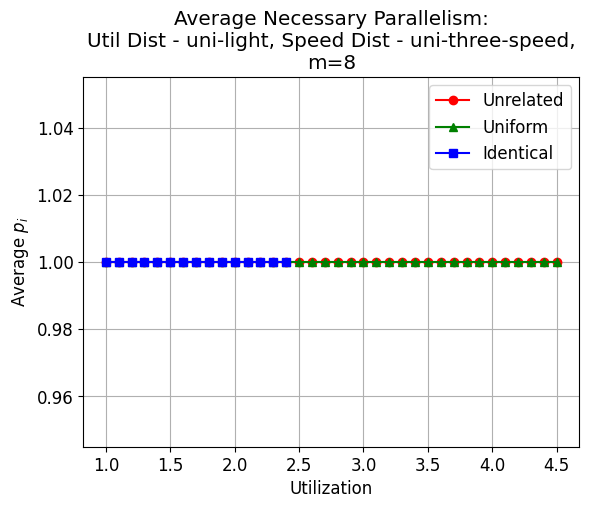 Average Necessary Parallelism:
Util Dist - uni-light, Speed Dist - uni-three-speed,
m=8
Unrelated
Uniform
Identical
1.04
1.02
1.00
0.98
0.96
Average p_i
1.0 1.5 2.0 2.5 3.0 3.5 4.0 4.5
Utilization